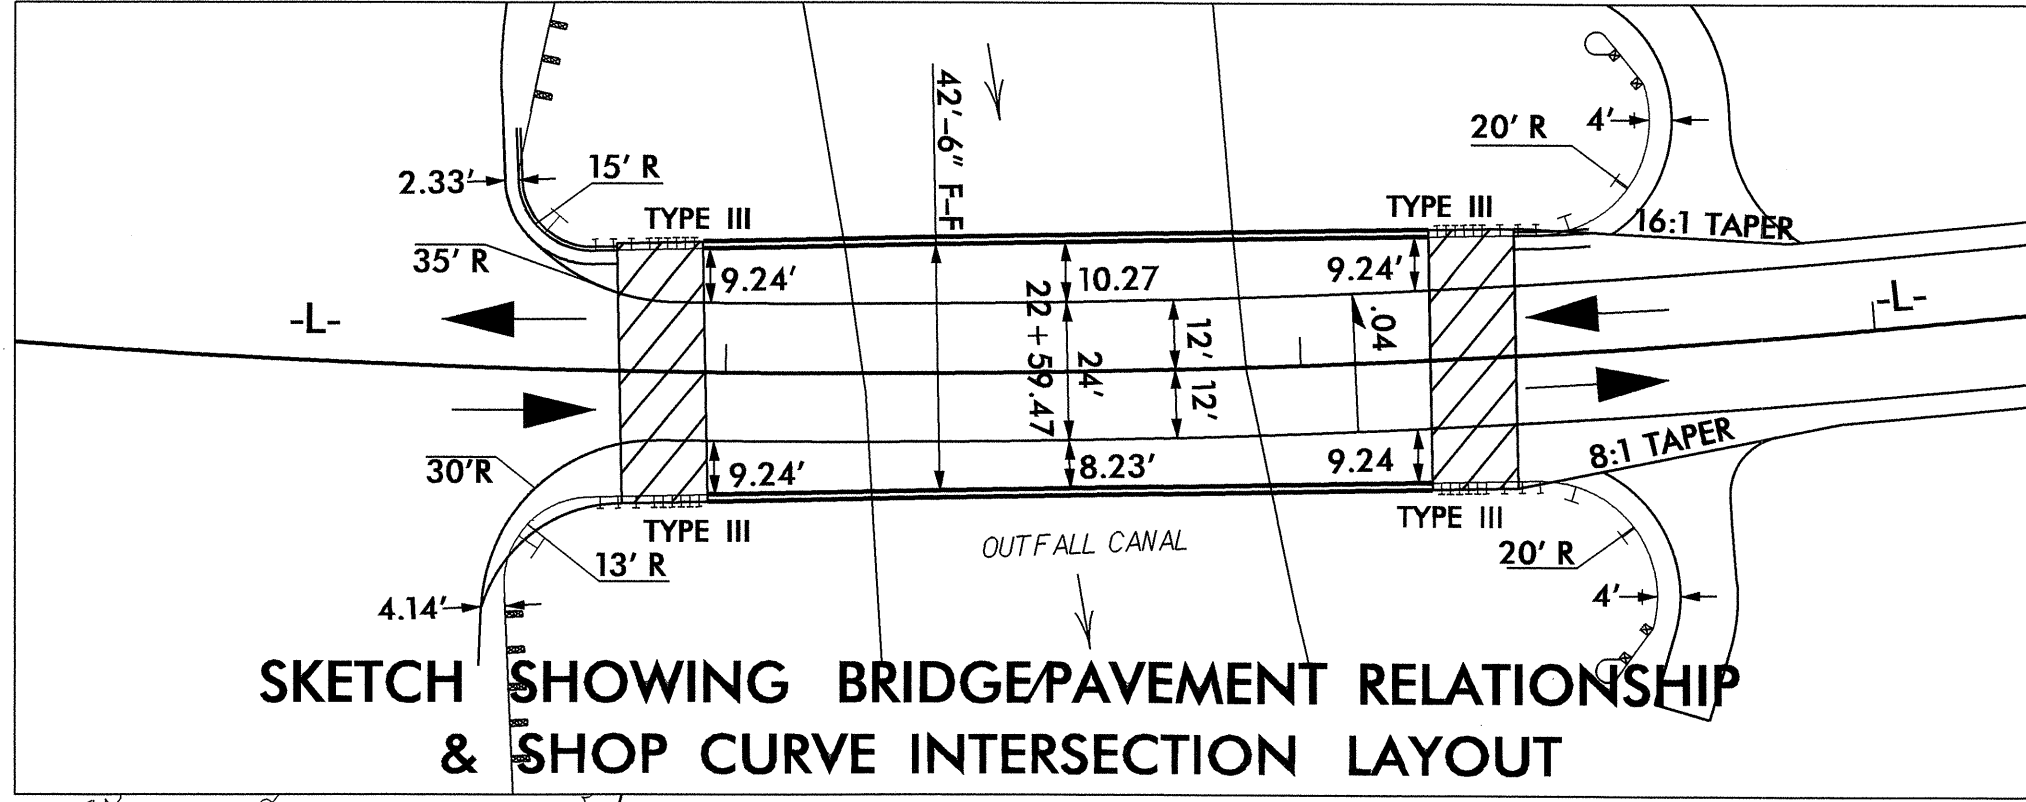 42'-6" F-F
20' R
4'
2.33'
15' R
TYPE III
TYPE III
16:1 TAPER
35' R
9.24'
10.27
9.24'
-L-
-L-
22+59.47
24'
12'
12'
.04
30'R
9.24'
8.23'
9.24
8:1 TAPER
TYPE III
TYPE III
13' R
OUTFALL CANAL
20' R
4.14'
4'
SKETCH SHOWING BRIDGE/PAVEMENT RELATIONSHIP
& SHOP CURVE INTERSECTION LAYOUT